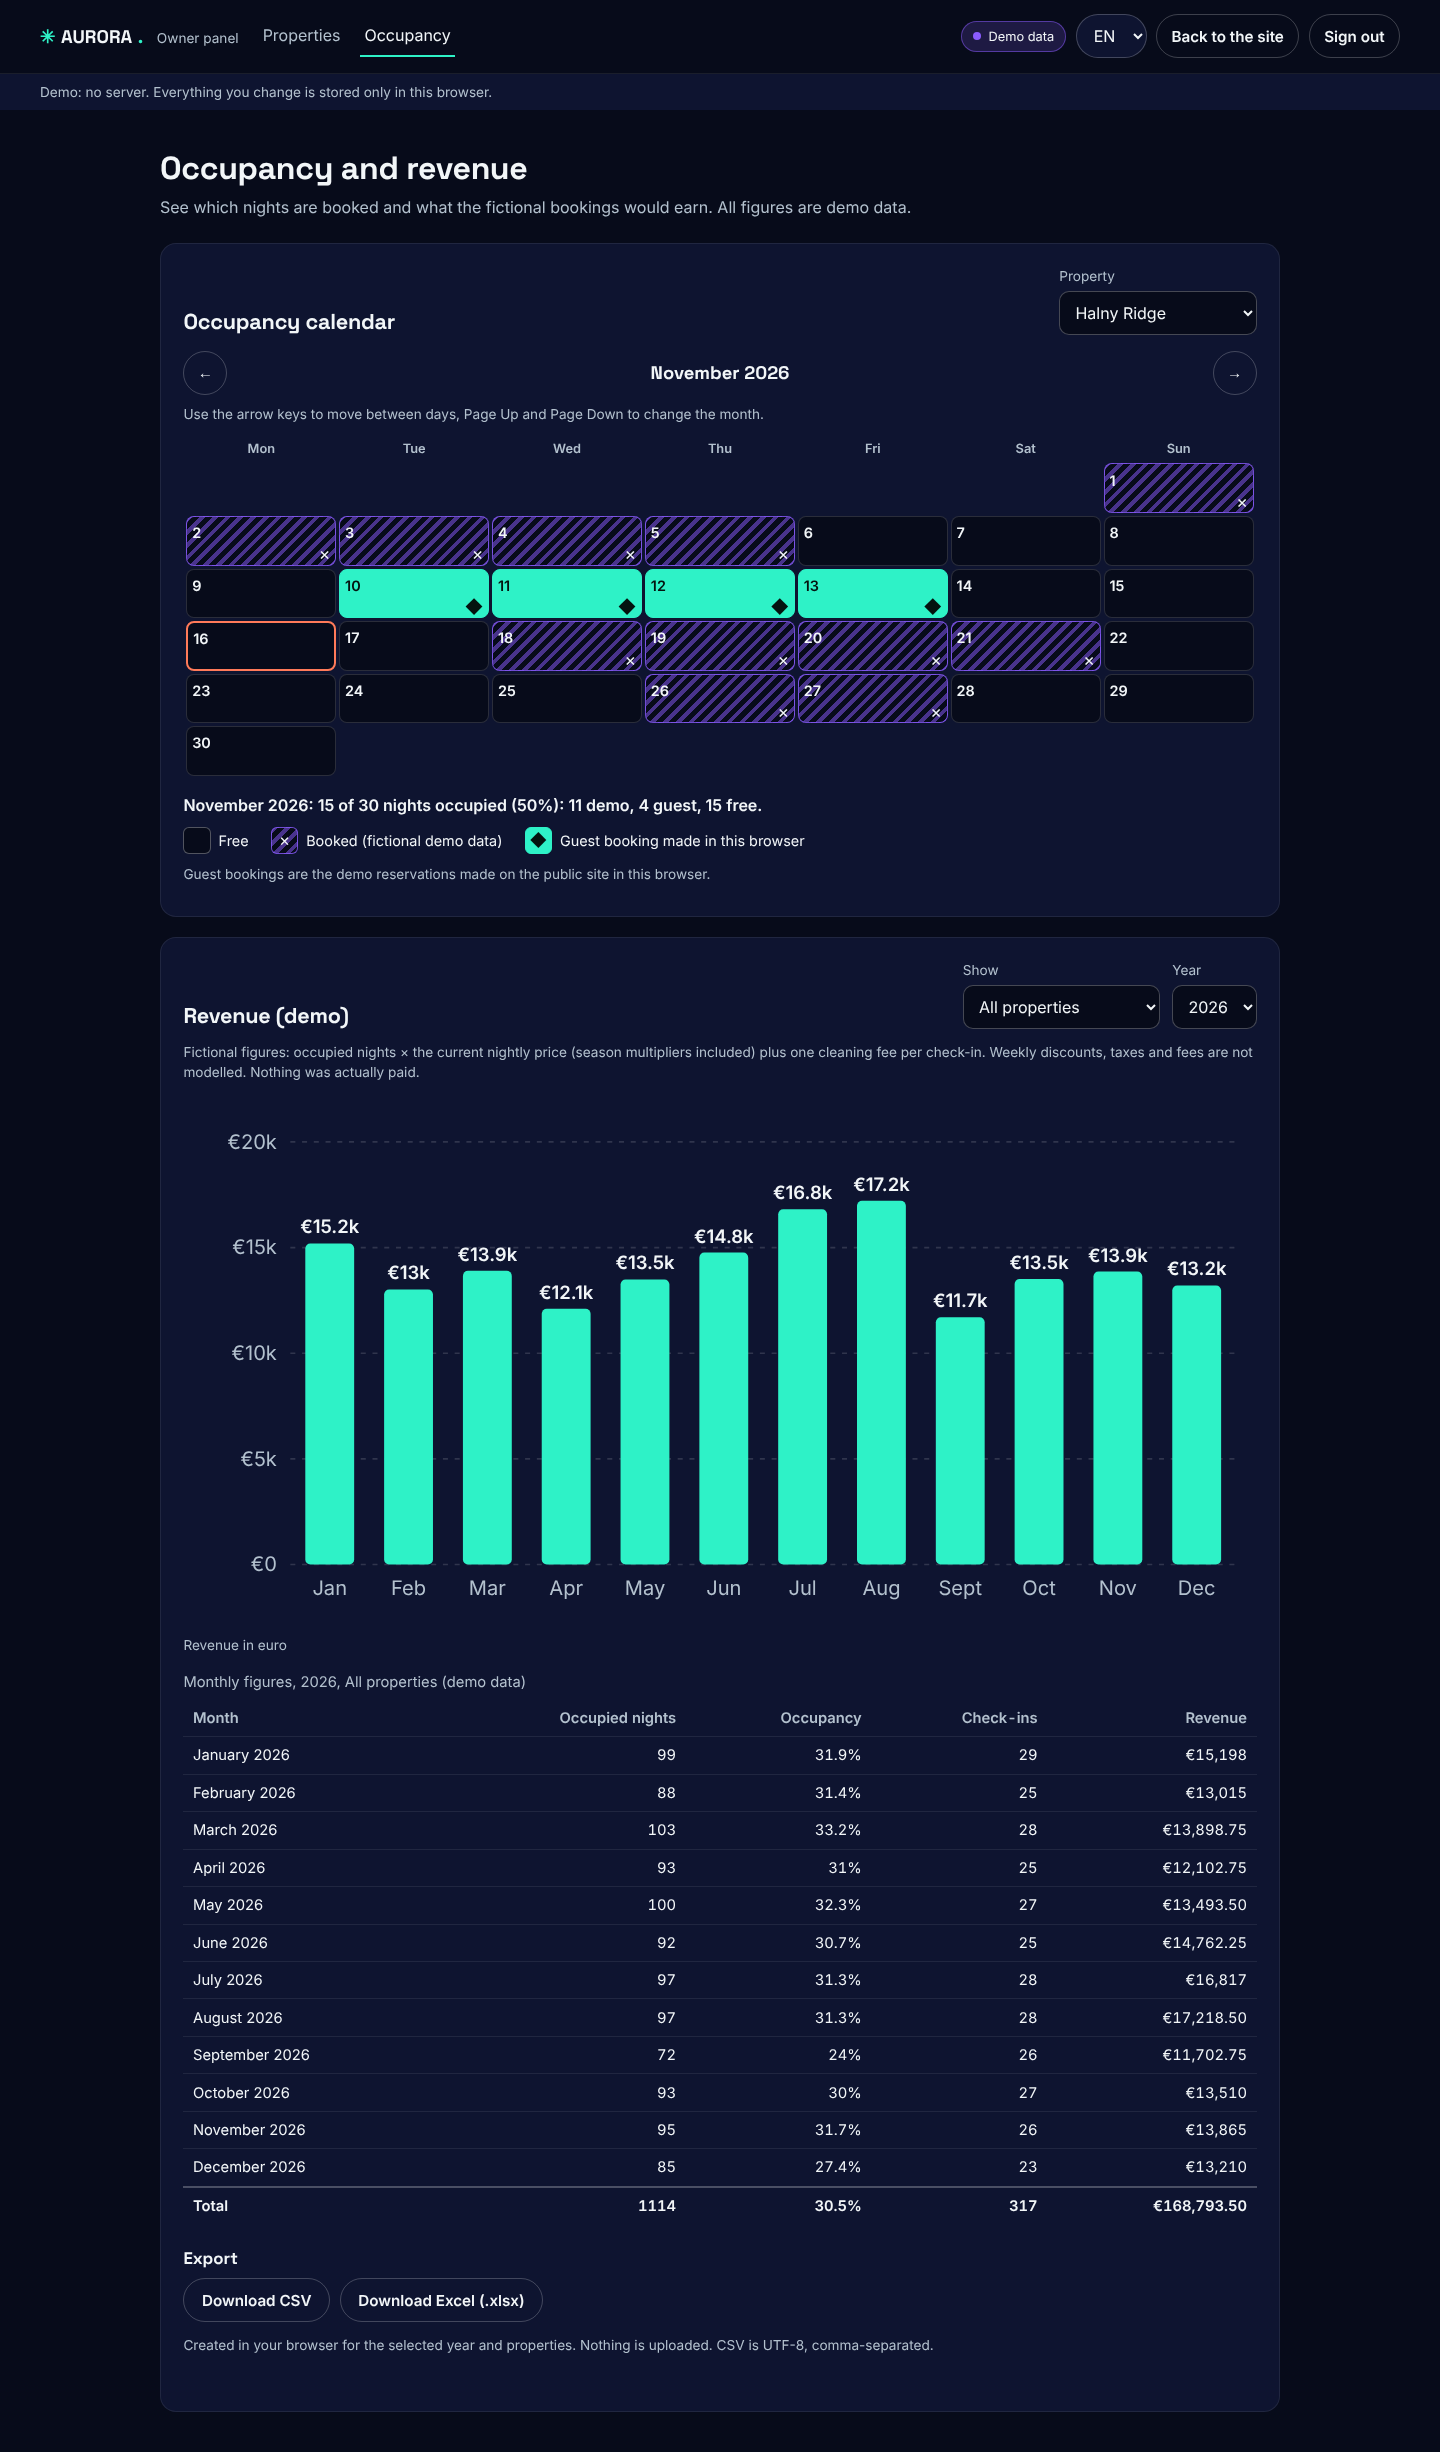 AURORA. Owner panel Properties Occupancy Demo data EN Back to the site Sign out
Demo: no server. Everything you change is stored only in this browser.
Occupancy and revenue
See which nights are booked and what the fictional bookings would earn. All figures are demo data.
Property
Occupancy calendar Halny Ridge
← November 2026 →
Use the arrow keys to move between days, Page Up and Page Down to change the month.
Mon Tue Wed Thu Fri Sat Sun
1
×
2 3 4 5 6 7 8
× × × ×
9 10 11 12 13 14 15
16 17 18 19 20 21 22
× × × ×
23 24 25 26 27 28 29
× ×
30
November 2026: 15 of 30 nights occupied (50%): 11 demo, 4 guest, 15 free.
Free × Booked (fictional demo data) Guest booking made in this browser
Guest bookings are the demo reservations made on the public site in this browser.
Show Year
Revenue (demo) All properties 2026
Fictional figures: occupied nights × the current nightly price (season multipliers included) plus one cleaning fee per check-in. Weekly discounts, taxes and fees are not
modelled. Nothing was actually paid.
€20k
€15k
€10k
€5k
€0
€15.2k €13k €13.9k €12.1k €13.5k €14.8k €16.8k €17.2k €11.7k €13.5k €13.9k €13.2k
Jan Feb Mar Apr May Jun Jul Aug Sept Oct Nov Dec
Revenue in euro
Monthly figures, 2026, All properties (demo data)
Month Occupied nights Occupancy Check-ins Revenue
January 2026 99 31.9% 29 €15,198
February 2026 88 31.4% 25 €13,015
March 2026 103 33.2% 28 €13,898.75
April 2026 93 31% 25 €12,102.75
May 2026 100 32.3% 27 €13,493.50
June 2026 92 30.7% 25 €14,762.25
July 2026 97 31.3% 28 €16,817
August 2026 97 31.3% 28 €17,218.50
September 2026 72 24% 26 €11,702.75
October 2026 93 30% 27 €13,510
November 2026 95 31.7% 26 €13,865
December 2026 85 27.4% 23 €13,210
Total 1114 30.5% 317 €168,793.50
Export
Download CSV Download Excel (.xlsx)
Created in your browser for the selected year and properties. Nothing is uploaded. CSV is UTF-8, comma-separated.